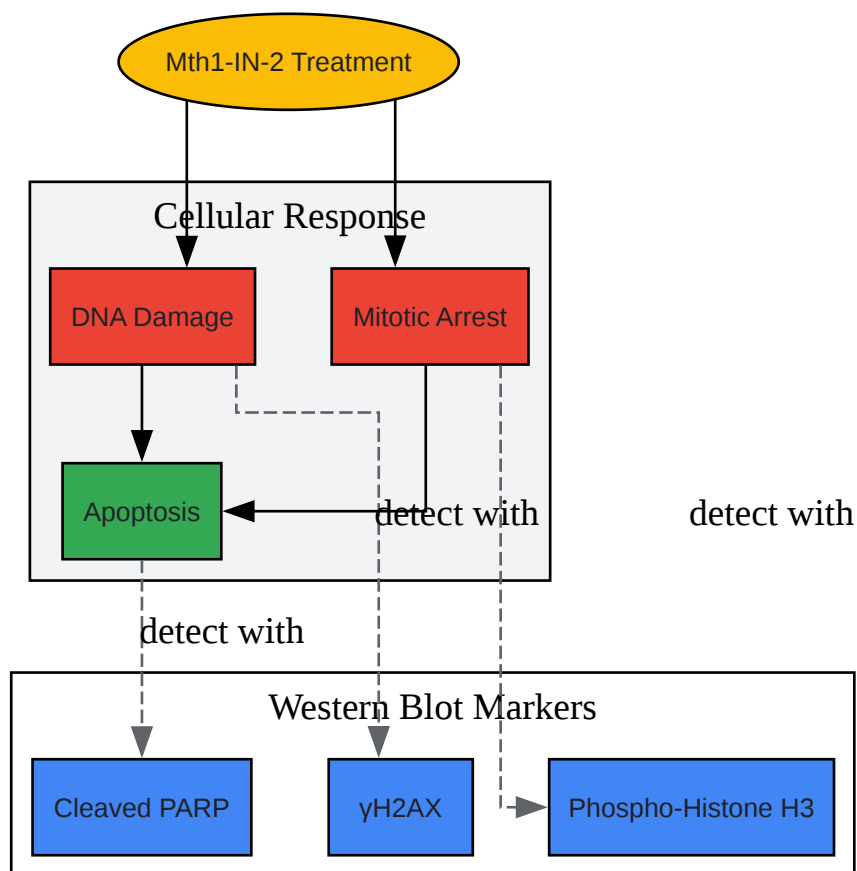 Mth1-IN-2 Treatment
Cellular Response
DNA Damage
Mitotic Arrest
Apoptosis
detect with
detect with
detect with
Western Blot Markers
Cleaved PARP
γH2AX
Phospho-Histone H3